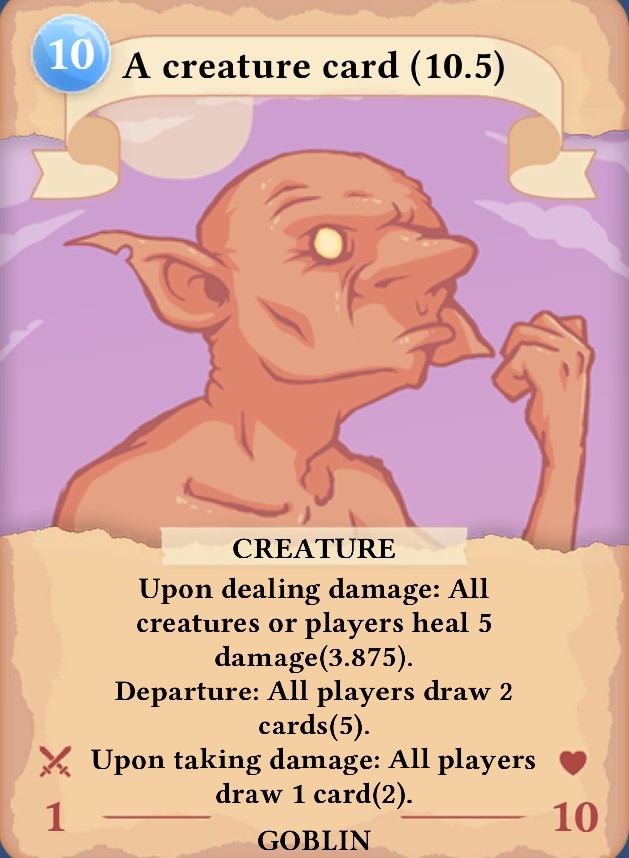 10
A creature card (10.5)
CREATURE
Upon dealing damage: All
creatures or players heal 5
damage(3.875).
Departure: All players draw 2
cards(5).
Upon taking damage: All players
draw 1 card(2).
1
10
GOBLIN